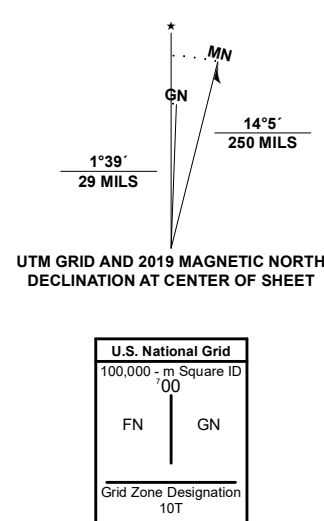 ★
MN
GN
14°5´
250 MILS
1°39´
29 MILS
UTM GRID AND 2019 MAGNETIC NORTH
DECLINATION AT CENTER OF SHEET
U.S. National Grid
100,000 - m Square ID
⁷00
FN GN
Grid Zone Designation
10T